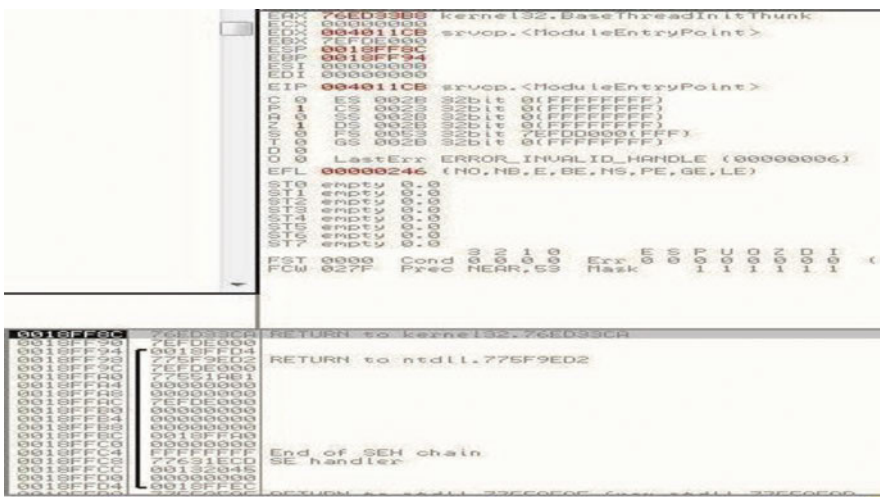 EAX 76ED33B8 kernel32.BaseThreadInitThunk
ECX 00000000
EDX 004011CB srvcp.<ModuleEntryPoint>
EBX 7EFDE000
ESP 0018FF8C
EBP 0018FF94
ESI 00000000
EDI 00000000
EIP 004011CB srvcp.<ModuleEntryPoint>
C 0 ES 002B 32bit 0(FFFFFFFF)
P 1 CS 0023 32bit 0(FFFFFFFF)
A 0 SS 002B 32bit 0(FFFFFFFF)
Z 1 DS 002B 32bit 0(FFFFFFFF)
S 0 FS 0053 32bit 7EFDD000(FFF)
T 0 GS 002B 32bit 0(FFFFFFFF)
D 0
O 0 LastErr ERROR_INVALID_HANDLE (00000006)
EFL 00000246 (NO,NB,E,BE,NS,PE,GE,LE)
ST0 empty 0.0
ST1 empty 0.0
ST2 empty 0.0
ST3 empty 0.0
ST4 empty 0.0
ST5 empty 0.0
ST6 empty 0.0
ST7 empty 0.0
3 2 1 0 E S P U O Z D I
FST 0000 Cond 0 0 0 0 Err 0 0 0 0 0 0 0 0 (
FCW 027F Prec NEAR,53 Mask 1 1 1 1 1 1
0018FF8C 76ED33CA RETURN to kernel32.76ED33CA
0018FF90 7EFDE000
0018FF94 0018FFD4
0018FF98 775F9ED2 RETURN to ntdll.775F9ED2
0018FF9C 7EFDE000
0018FFA0 77551AB1
0018FFA4 00000000
0018FFA8 00000000
0018FFAC 7EFDE000
0018FFB0 00000000
0018FFB4 00000000
0018FFB8 00000000
0018FFBC 0018FFA0
0018FFC0 00000000
0018FFC4 FFFFFFFF End of SEH chain
0018FFC8 77631ECD SE handler
0018FFCC 00132045
0018FFD0 00000000
0018FFD4 0018FFEC